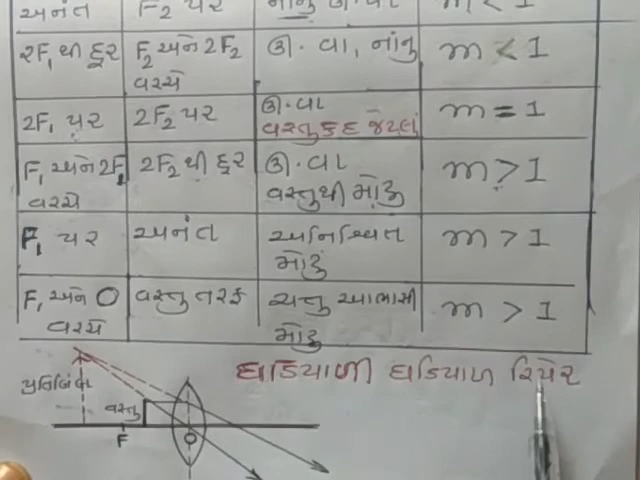 અનંત F₂ પર m < 1
2F₁ થી દૂર F₂ અને 2F₂ વચ્ચે ઊ. વા, નાનું m < 1
2F₁ પર 2F₂ પર ઊ. વા વસ્તુ કદ જેટલું m = 1
F₁ અને 2F₁ વચ્ચે 2F₂ થી દૂર ઊ. વા વસ્તુથી મોટું m > 1
F₁ પર અનંત અનિશ્ચિત મોટું m > 1
F₁ અને O વચ્ચે વસ્તુ તરફ ચત્તુ આભાસી મોટું m > 1
ઘડિયાળી ઘડિયાળ રિપેર
પ્રતિબિંબ
વસ્તુ
F
O